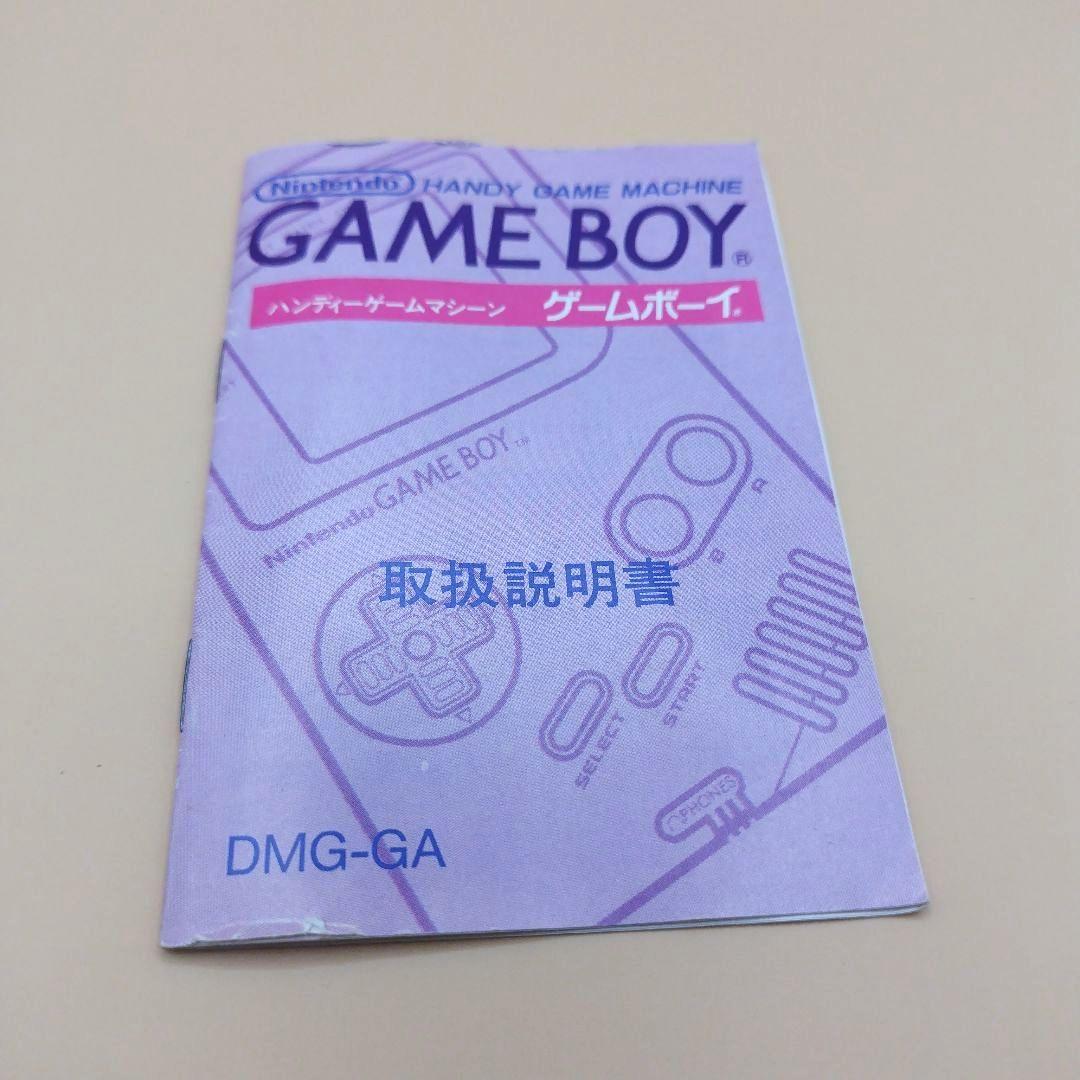 Nintendo HANDY GAME MACHINE
GAME BOY®
ハンディーゲームマシーン ゲームボーイ®
Nintendo GAME BOY™
A
B
取扱説明書
SELECT
START
PHONES
DMG-GA